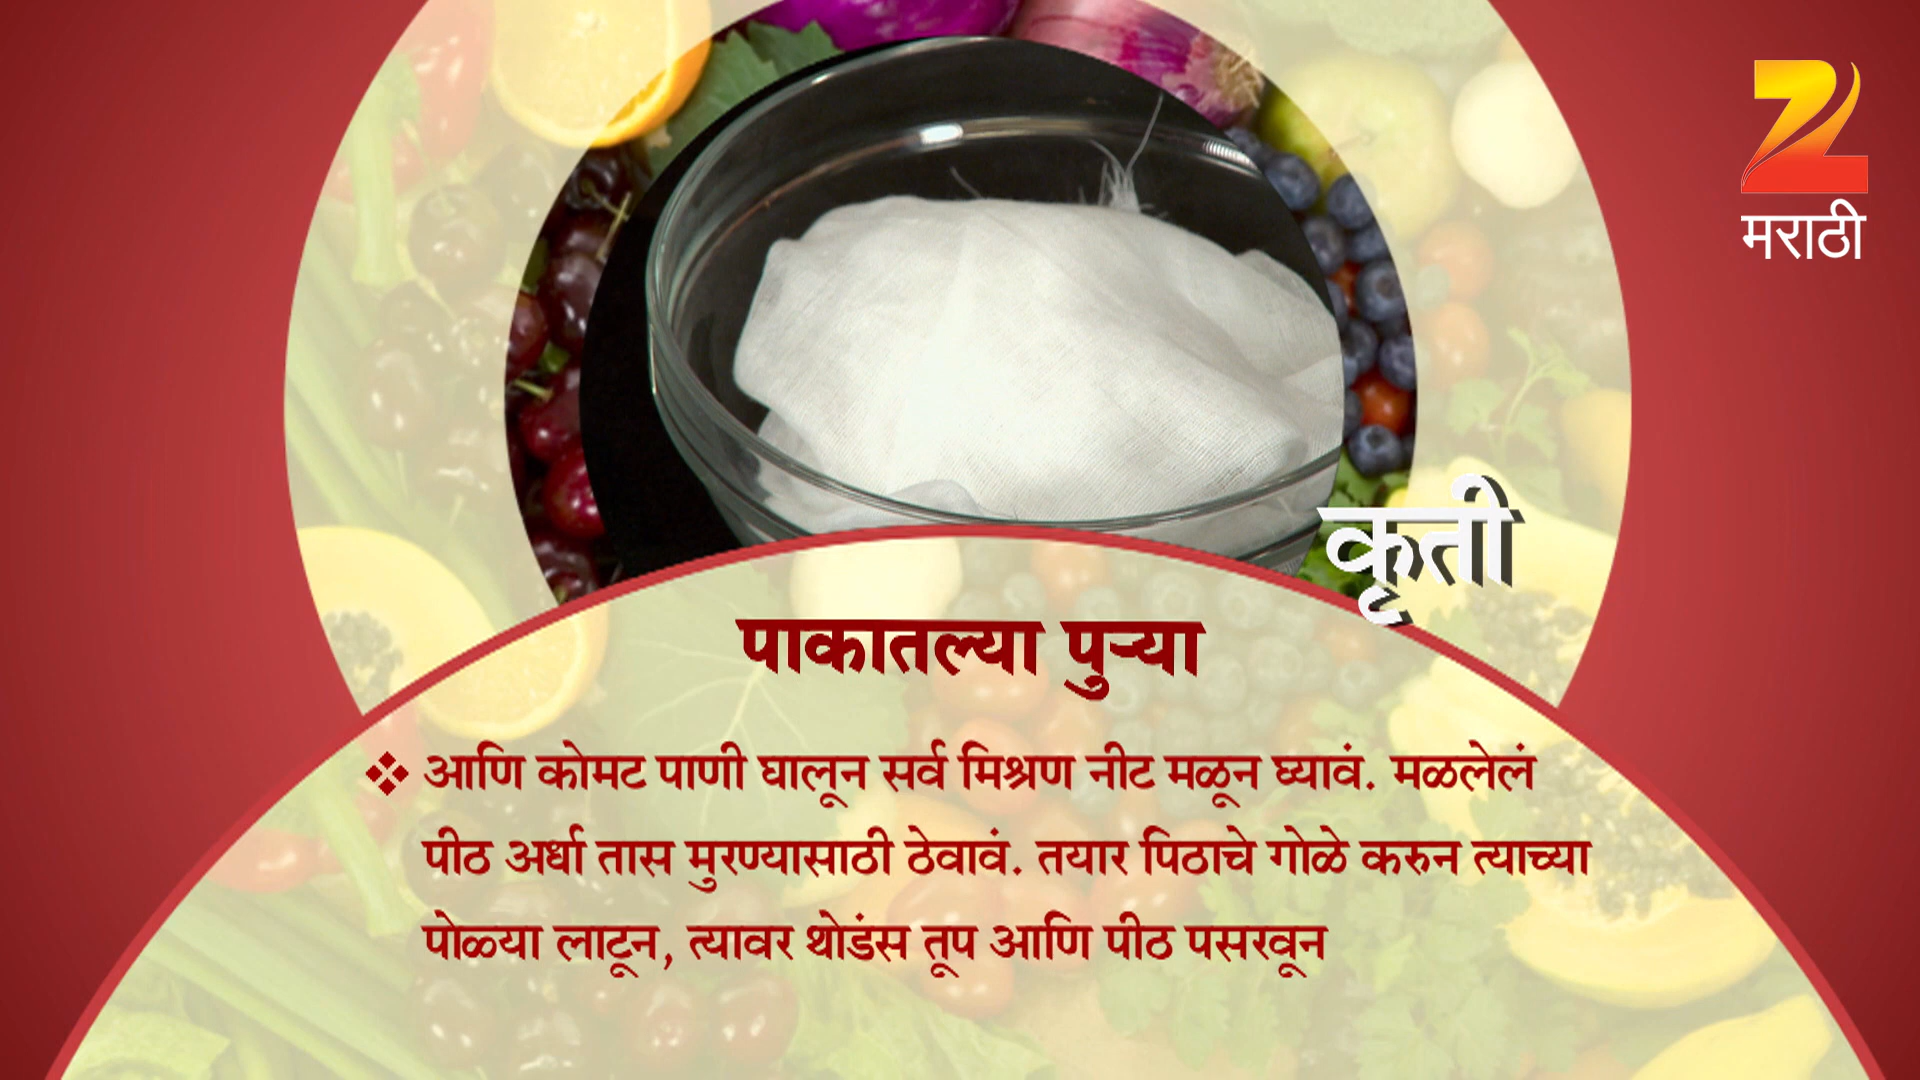 मराठी
कृती
पाकातल्या पुऱ्या
❖ आणि कोमट पाणी घालून सर्व मिश्रण नीट मळून घ्यावं. मळलेलं
पीठ अर्धा तास मुरण्यासाठी ठेवावं. तयार पिठाचे गोळे करुन त्याच्या
पोळ्या लाटून, त्यावर थोडंस तूप आणि पीठ पसरवून